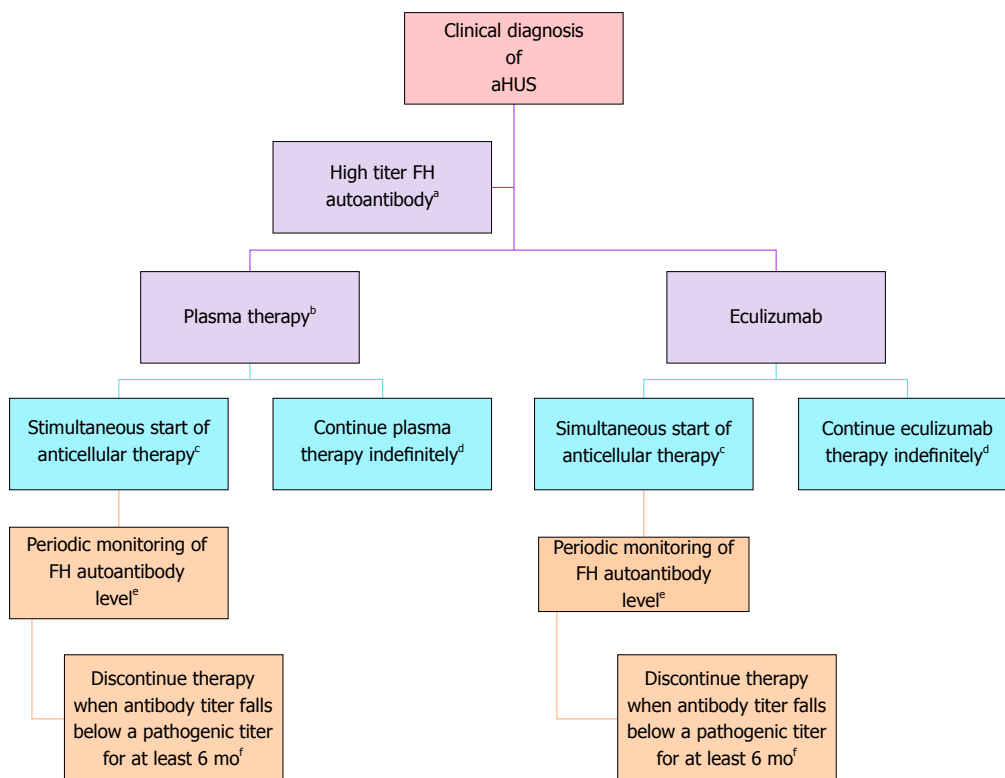 Clinical diagnosis
of
aHUS
High titer FH
autoantibodyᵃ
Plasma therapyᵇ
Eculizumab
Stimultaneous start of
anticellular therapyᶜ
Continue plasma
therapy indefinitelyᵈ
Simultaneous start of
anticellular therapyᶜ
Continue eculizumab
therapy indefinitelyᵈ
Periodic monitoring of
FH autoantibody
levelᵉ
Periodic monitoring of
FH autoantibody
levelᵉ
Discontinue therapy
when antibody titer falls
below a pathogenic titer
for at least 6 moᶠ
Discontinue therapy
when antibody titer falls
below a pathogenic titer
for at least 6 moᶠ